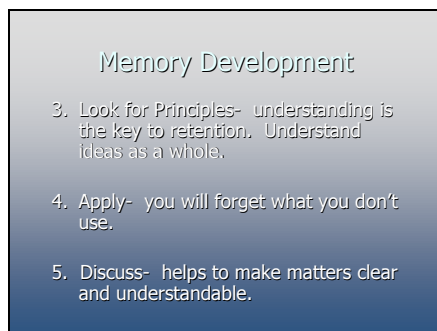 Memory Development
3. Look for Principles- understanding is
the key to retention. Understand
ideas as a whole.
4. Apply- you will forget what you don't
use.
5. Discuss- helps to make matters clear
and understandable.